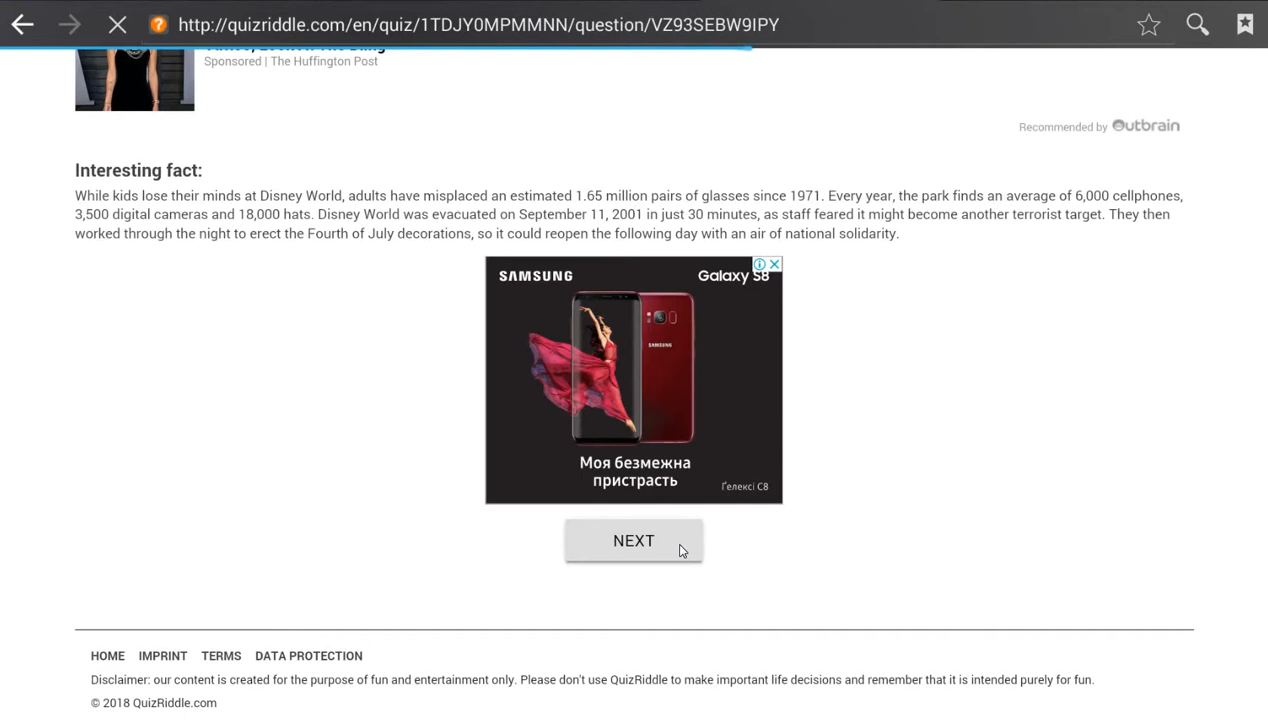 http://quizriddle.com/en/quiz/1TDJY0MPMMNN/question/VZ93SEBW9IPY
Sponsored | The Huffington Post
Recommended by Outbrain
Interesting fact:
While kids lose their minds at Disney World, adults have misplaced an estimated 1.65 million pairs of glasses since 1971. Every year, the park finds an average of 6,000 cellphones,
3,500 digital cameras and 18,000 hats. Disney World was evacuated on September 11, 2001 in just 30 minutes, as staff feared it might become another terrorist target. They then
worked through the night to erect the Fourth of July decorations, so it could reopen the following day with an air of national solidarity.
SAMSUNG Galaxy S8
SAMSUNG
Моя безмежна
пристрасть
Ґелексі С8
NEXT
HOME IMPRINT TERMS DATA PROTECTION
Disclaimer: our content is created for the purpose of fun and entertainment only. Please don't use QuizRiddle to make important life decisions and remember that it is intended purely for fun.
© 2018 QuizRiddle.com